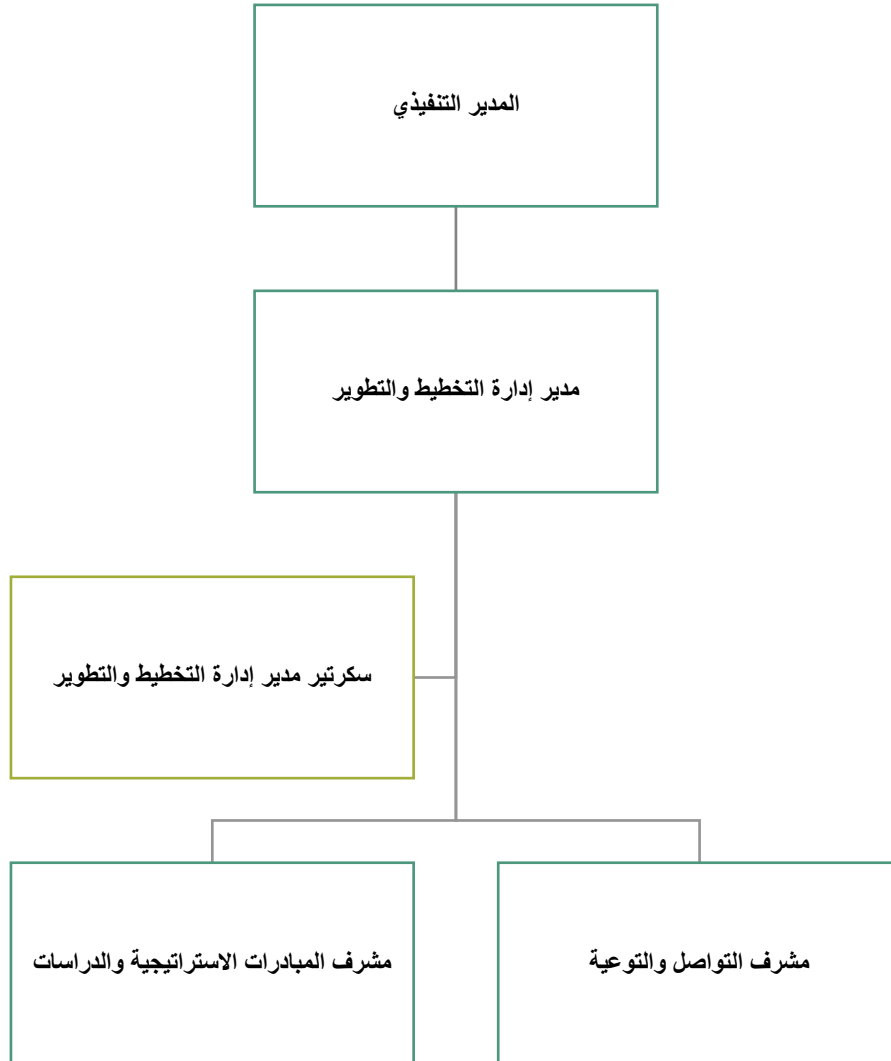 المدير التنفيذي
مدير إدارة التخطيط والتطوير
سكرتير مدير إدارة التخطيط والتطوير
مشرف التواصل والتوعية
مشرف المبادرات الاستراتيجية والدراسات